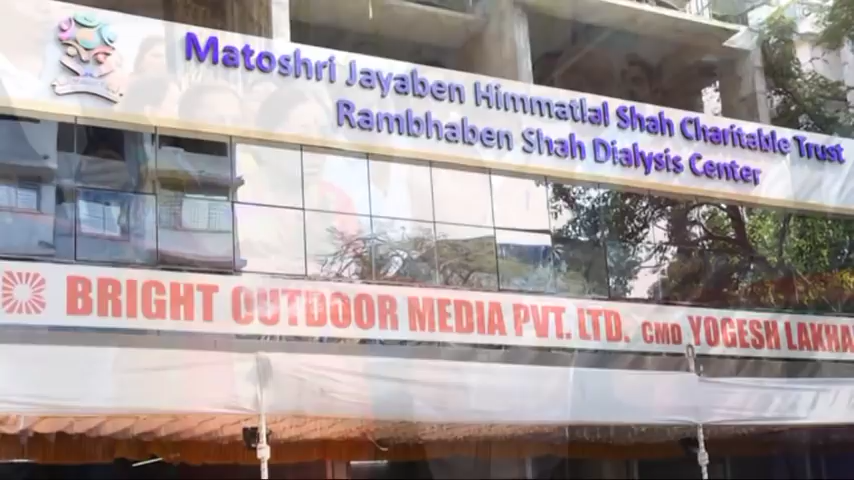 Matoshri Jayaben Himmatlal Shah Charitable Trust
Rambhaben Shah Dialysis Center
BRIGHT OUTDOOR MEDIA PVT. LTD. CMD YOGESH